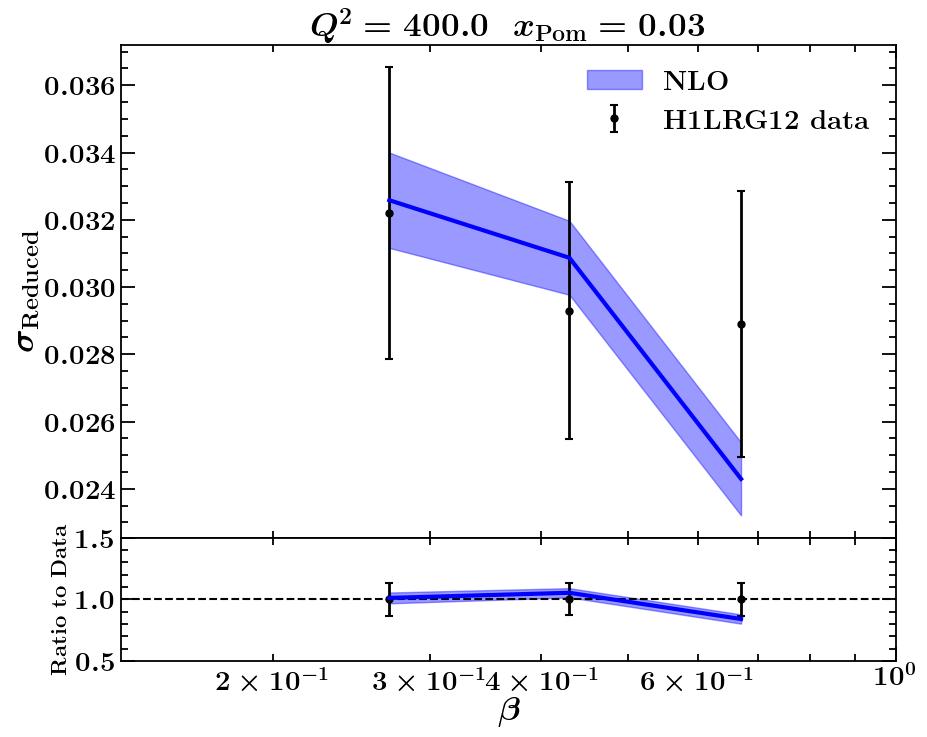 Q² = 400.0 x_Pom = 0.03
NLO
H1LRG12 data
σ_Reduced
0.036
0.034
0.032
0.030
0.028
0.026
0.024
Ratio to Data
1.5
1.0
0.5
2 × 10⁻¹ 3 × 10⁻¹ 4 × 10⁻¹ 6 × 10⁻¹ 10⁰
β